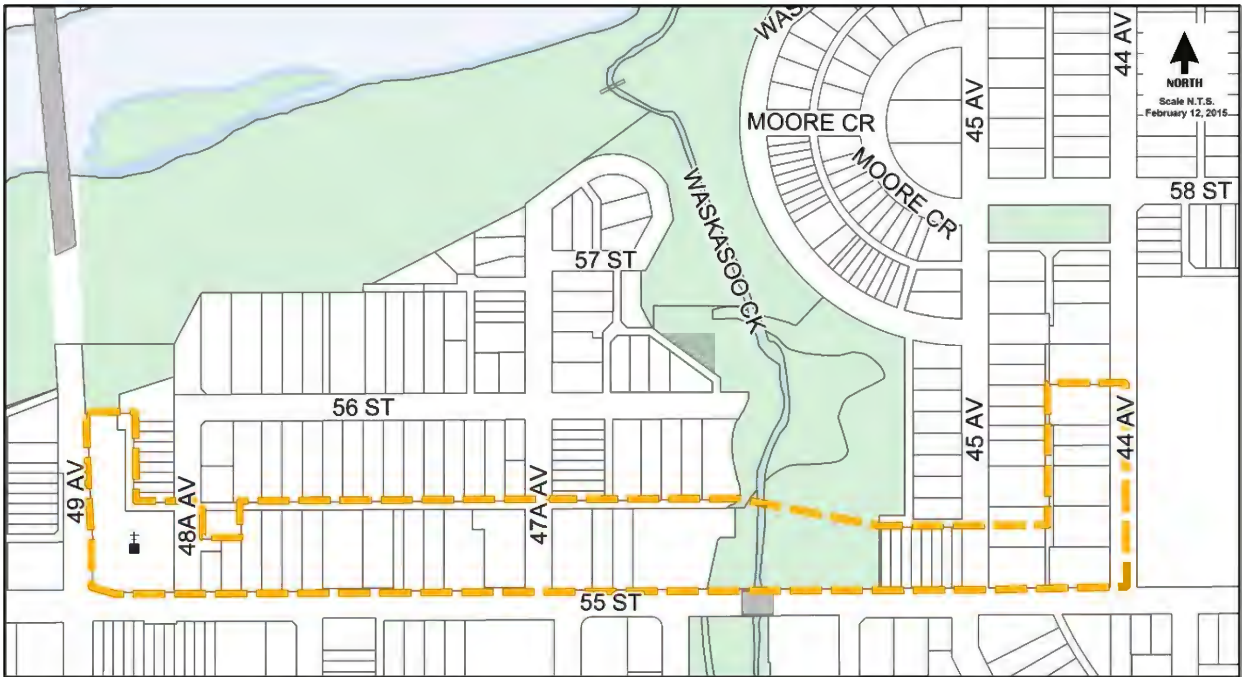 WAS
44 AV
NORTH
Scale N.T.S.
February 12, 2015
45 AV
MOORE CR
MOORE CR
58 ST
WASKASOO CK
57 ST
56 ST
45 AV
44 AV
49 AV
48A AV
47A AV
55 ST